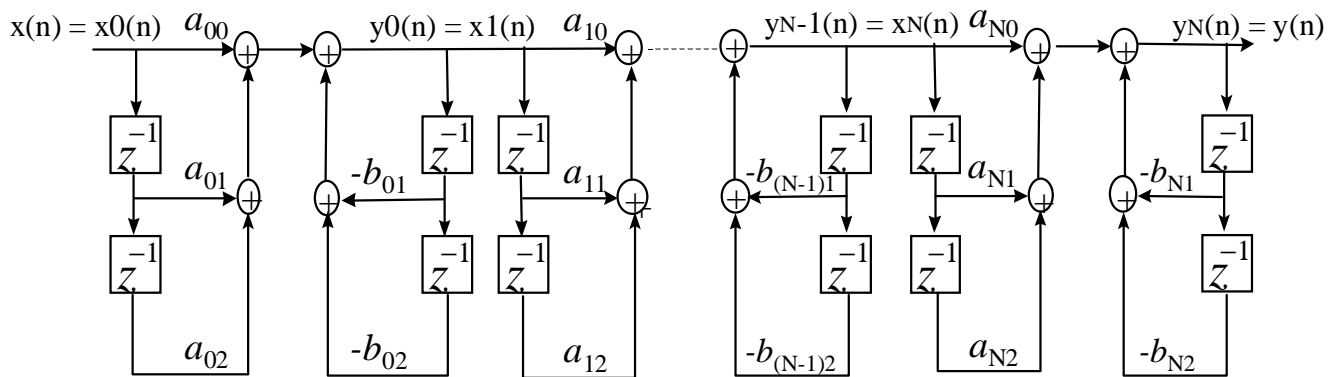 x(n) = x0(n) a00 + + y0(n) = x1(n) a10 + + yN-1(n) = xN(n) aN0 + + yN(n) = y(n)
z-1 z-1 z-1 z-1 z-1 z-1
a01 + -b01 + a11 + -b(N-1)1 + aN1 + -bN1 +
z-1 z-1 z-1 z-1 z-1 z-1
a02 -b02 a12 -b(N-1)2 aN2 -bN2